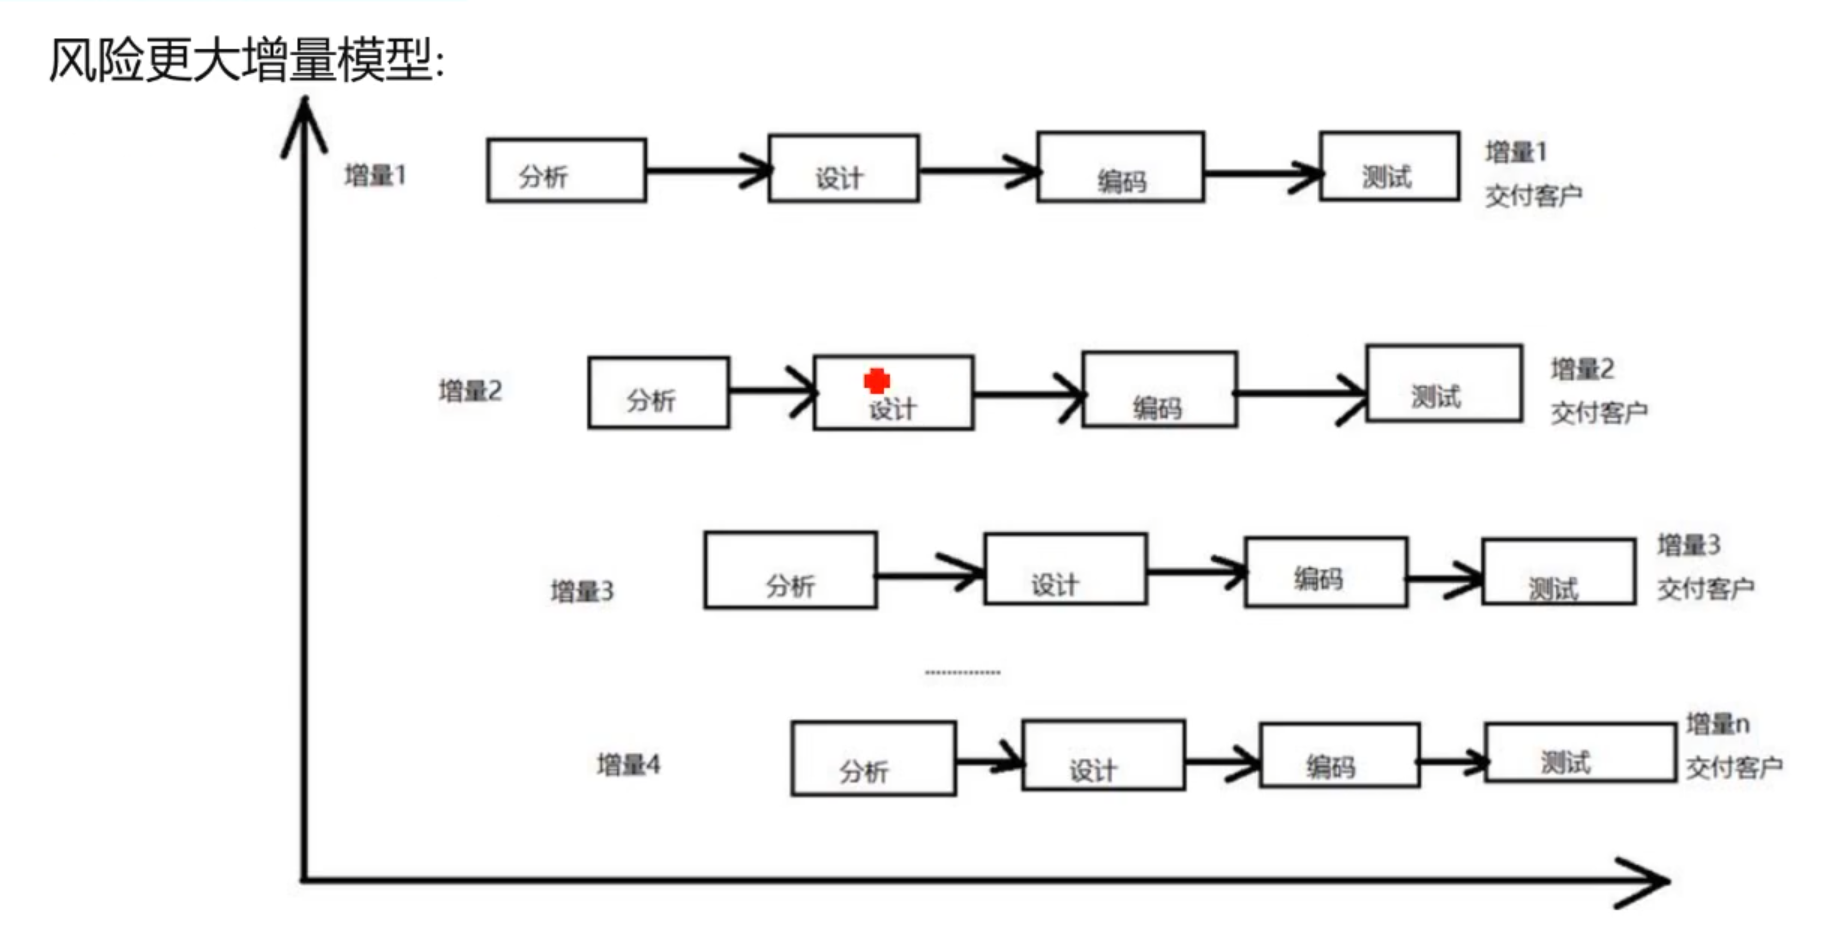 风险更大增量模型:
增量1
分析
设计
编码
测试
增量1
交付客户
增量2
分析
设计
编码
测试
增量2
交付客户
增量3
分析
设计
编码
测试
增量3
交付客户
..............
增量4
分析
设计
编码
测试
增量n
交付客户